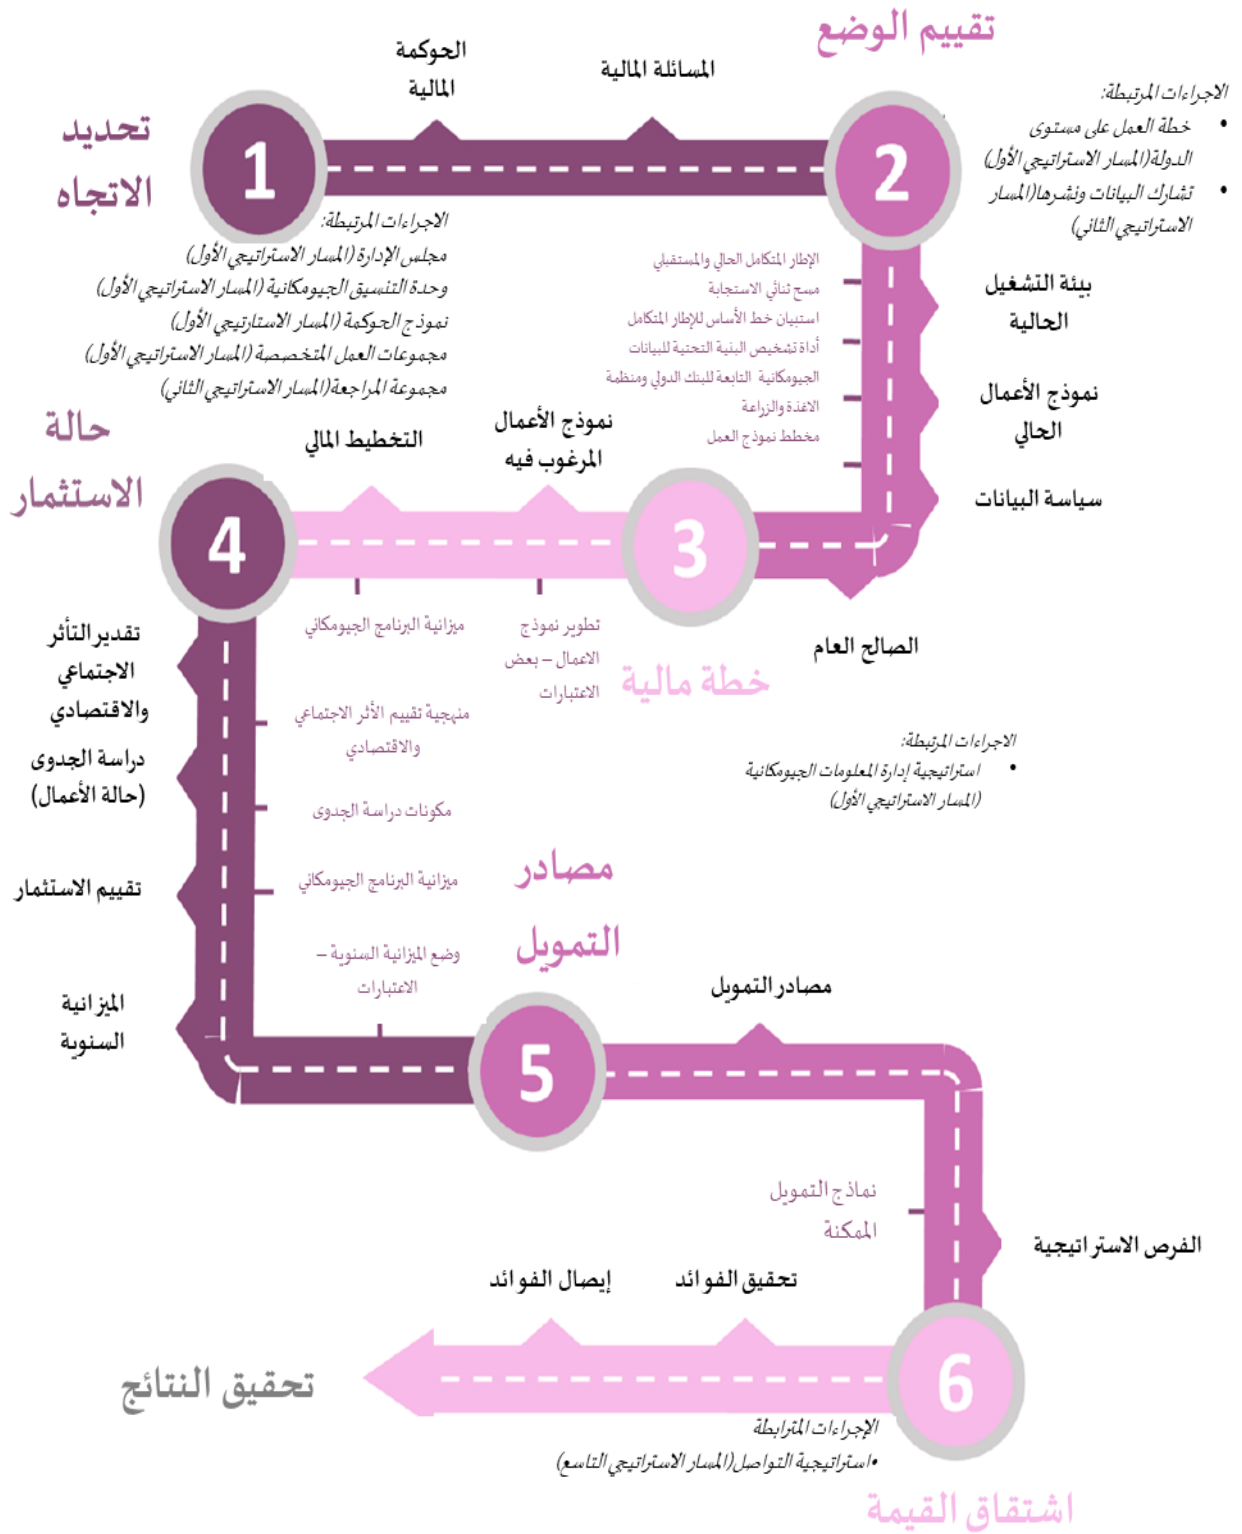 تقييم الوضع
الحوكمة
المالية
المسائلة المالية
تحديد
الاتجاه
1
2
الاجراءات المرتبطة:
• خطة العمل على مستوى
الدولة(المسار الاستراتيجي الأول)
• تشارك البيانات ونشرها(المسار
الاستراتيجي الثاني)
الاجراءات المرتبطة:
مجلس الإدارة (المسار الاستراتيجي الأول)
وحدة التنسيق الجيومكانية (المسار الاستراتيجي الأول)
نموذج الحوكمة (المسار الاستارتيجي الأول)
مجموعات العمل المتخصصة (المسار الاستراتيجي الأول)
مجموعة المراجعة(المسار الاستراتيجي الثاني)
الإطار المتكامل الحالي والمستقبلي
مسح ثنائي الاستجابة
استبيان خط الأساس للإطار المتكامل
أداة تشخيص البنية التحتية للبيانات
الجيومكانية التابعة للبنك الدولي ومنظمة
الاغذة والزراعة
مخطط نموذج العمل
بيئة التشغيل
الحالية
نموذج الأعمال
الحالي
سياسة البيانات
الصالح العام
حالة
الاستثمار
التخطيط المالي
نموذج الأعمال
المرغوب فيه
4
3
خطة مالية
ميزانية البرنامج الجيومكاني
تطوير نموذج
الاعمال – بعض
الاعتبارات
الاجراءات المرتبطة:
• استراتيجية إدارة المعلومات الجيومكانية
(المسار الاستراتيجي الأول)
تقدير التأثر
الاجتماعي
والاقتصادي
دراسة الجدوى
(حالة الأعمال)
تقييم الاستثمار
الميزانية
السنوية
منهجية تقييم الأثر الاجتماعي
والاقتصادي
مكونات دراسة الجدوى
ميزانية البرنامج الجيومكاني
وضع الميزانية السنوية –
الاعتبارات
مصادر
التمويل
5
مصادر التمويل
نماذج التمويل
الممكنة
الفرص الاستراتيجية
تحقيق الفوائد
إيصال الفوائد
6
تحقيق النتائج
الإجراءات المترابطة
•استراتيجية التواصل(المسار الاستراتيجي التاسع)
اشتقاق القيمة